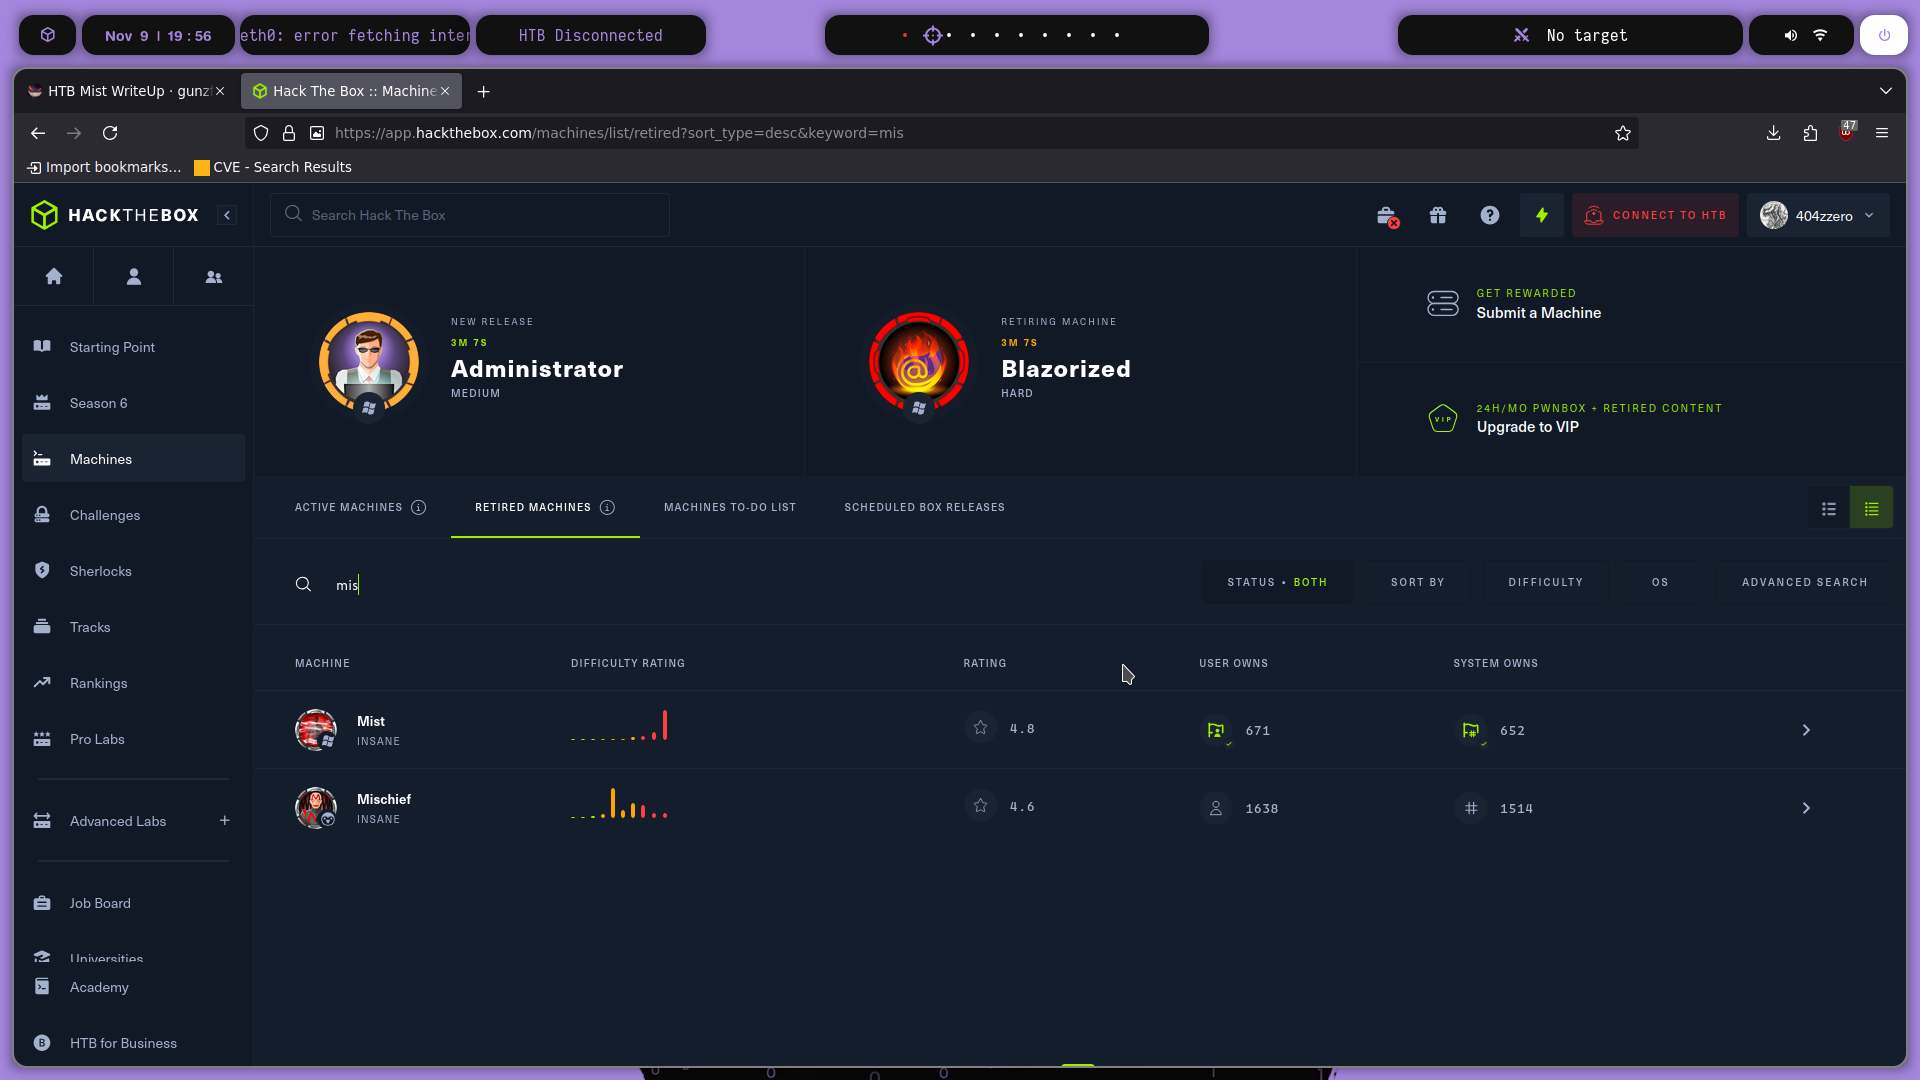 Nov 9 | 19:56
eth0: error fetching inter
HTB Disconnected
No target
HTB Mist WriteUp · gunz
Hack The Box :: Machine
https://app.hackthebox.com/machines/list/retired?sort_type=desc&keyword=mis
47
Import bookmarks...
CVE - Search Results
HACKTHEBOX
Search Hack The Box
CONNECT TO HTB
404zzero
Starting Point
Season 6
Machines
Challenges
Sherlocks
Tracks
Rankings
Pro Labs
Advanced Labs
Job Board
Universities
Academy
HTB for Business
NEW RELEASE
3M 7S
Administrator
MEDIUM
RETIRING MACHINE
3M 7S
Blazorized
HARD
GET REWARDED
Submit a Machine
VIP
24H/MO PWNBOX + RETIRED CONTENT
Upgrade to VIP
ACTIVE MACHINES
RETIRED MACHINES
MACHINES TO-DO LIST
SCHEDULED BOX RELEASES
mis
STATUS • BOTH
SORT BY
DIFFICULTY
OS
ADVANCED SEARCH
MACHINE DIFFICULTY RATING RATING USER OWNS SYSTEM OWNS
Mist
INSANE
4.8
671
652
Mischief
INSANE
4.6
1638
1514